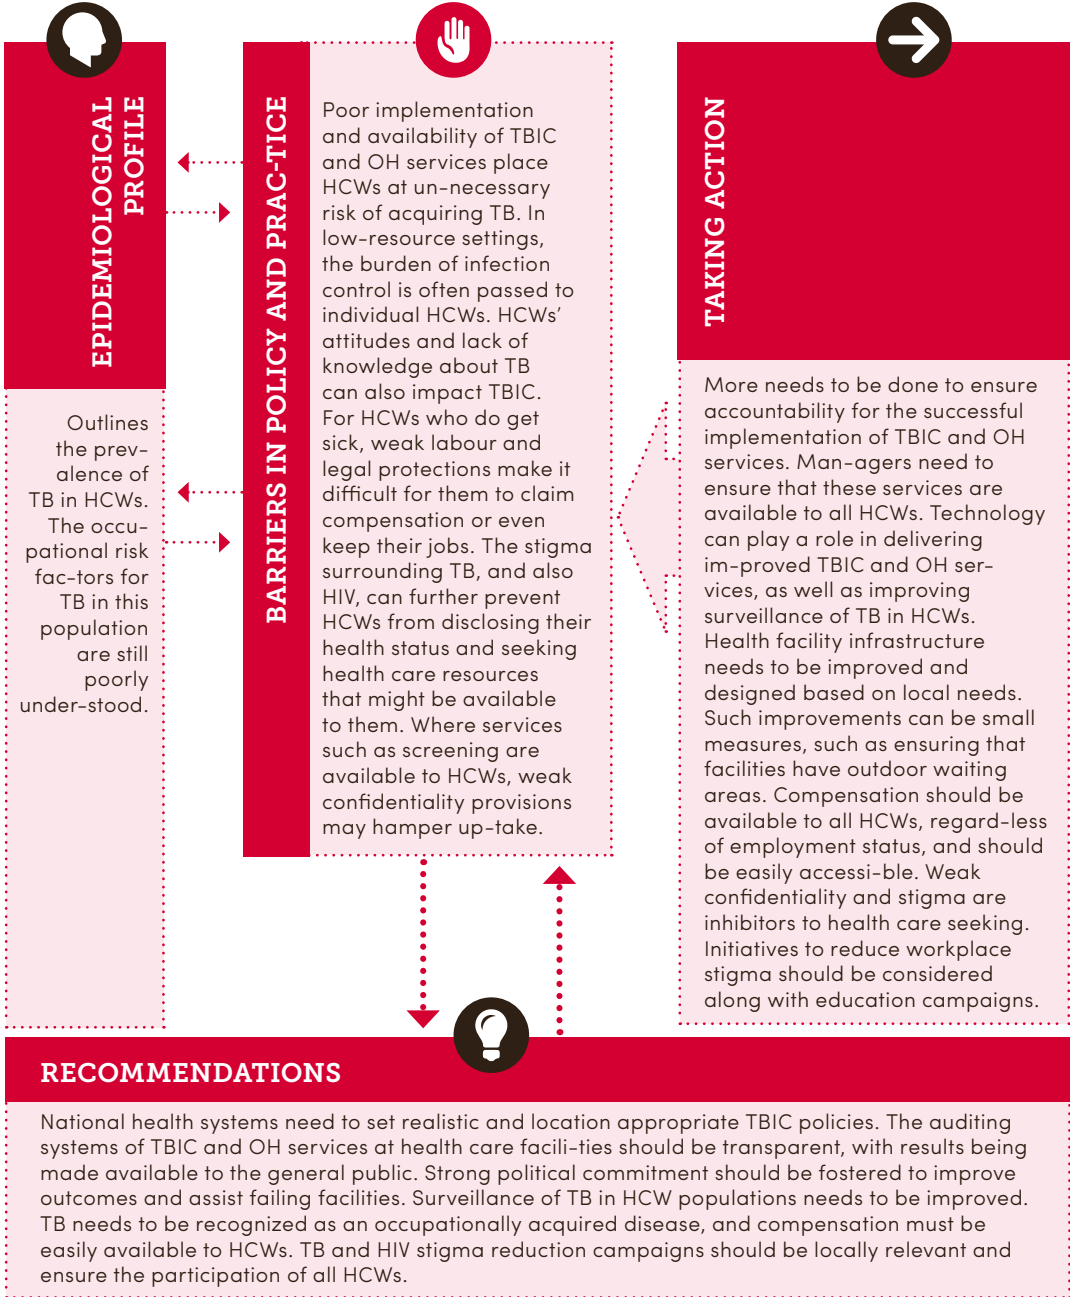 EPIDEMIOLOGICAL
PROFILE
Outlines
the prev-
alence of
TB in HCWs.
The occu-
pational risk
fac-tors for
TB in this
population
are still
poorly
under-stood.
BARRIERS IN POLICY AND PRAC-TICE
Poor implementation
and availability of TBIC
and OH services place
HCWs at un-necessary
risk of acquiring TB. In
low-resource settings,
the burden of infection
control is often passed to
individual HCWs. HCWs’
attitudes and lack of
knowledge about TB
can also impact TBIC.
For HCWs who do get
sick, weak labour and
legal protections make it
difficult for them to claim
compensation or even
keep their jobs. The stigma
surrounding TB, and also
HIV, can further prevent
HCWs from disclosing their
health status and seeking
health care resources
that might be available
to them. Where services
such as screening are
available to HCWs, weak
confidentiality provisions
may hamper up-take.
TAKING ACTION
More needs to be done to ensure
accountability for the successful
implementation of TBIC and OH
services. Man-agers need to
ensure that these services are
available to all HCWs. Technology
can play a role in delivering
im-proved TBIC and OH ser-
vices, as well as improving
surveillance of TB in HCWs.
Health facility infrastructure
needs to be improved and
designed based on local needs.
Such improvements can be small
measures, such as ensuring that
facilities have outdoor waiting
areas. Compensation should be
available to all HCWs, regard-less
of employment status, and should
be easily accessi-ble. Weak
confidentiality and stigma are
inhibitors to health care seeking.
Initiatives to reduce workplace
stigma should be considered
along with education campaigns.
RECOMMENDATIONS
National health systems need to set realistic and location appropriate TBIC policies. The auditing
systems of TBIC and OH services at health care facili-ties should be transparent, with results being
made available to the general public. Strong political commitment should be fostered to improve
outcomes and assist failing facilities. Surveillance of TB in HCW populations needs to be improved.
TB needs to be recognized as an occupationally acquired disease, and compensation must be
easily available to HCWs. TB and HIV stigma reduction campaigns should be locally relevant and
ensure the participation of all HCWs.